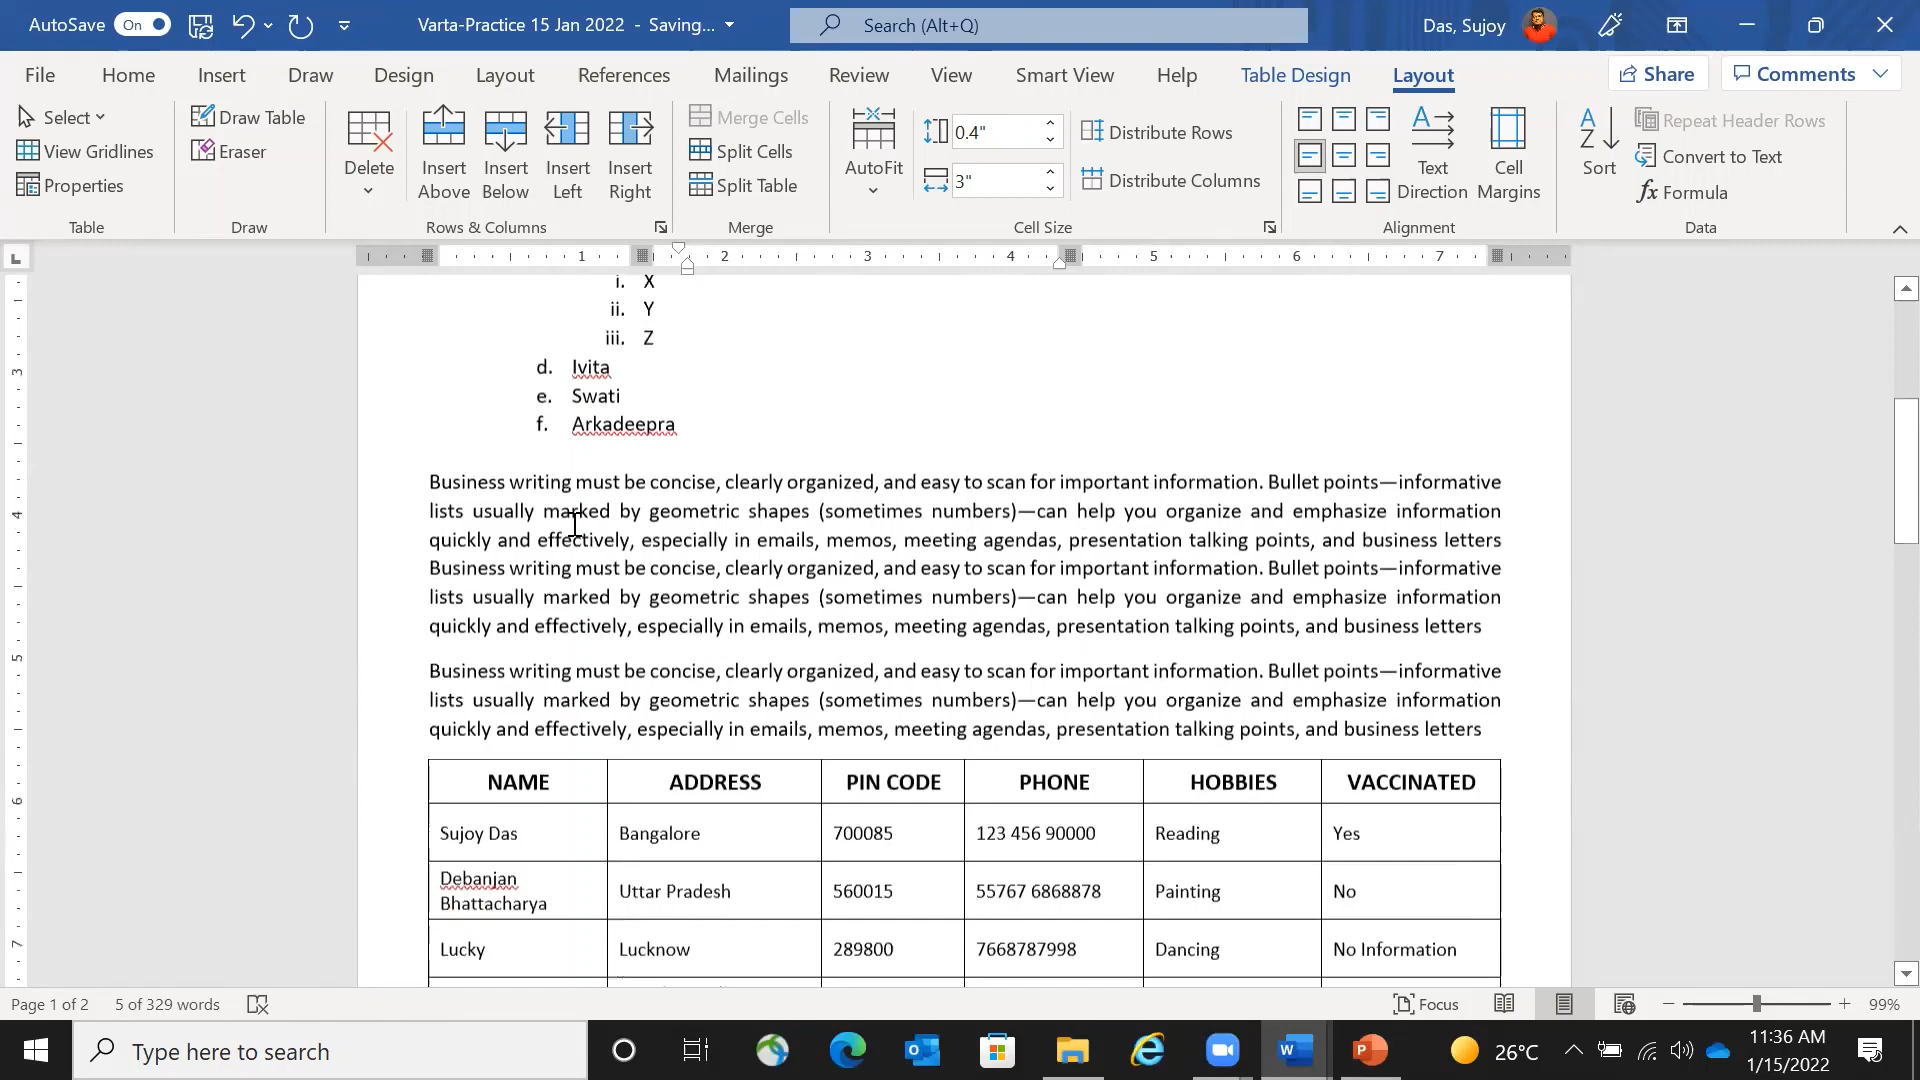 AutoSave On Varta-Practice 15 Jan 2022 - Saving... Search (Alt+Q) Das, Sujoy
File Home Insert Draw Design Layout References Mailings Review View Smart View Help Table Design Layout Share Comments
Select
View Gridlines
Properties
Table
Draw Table
Eraser
Draw
Delete
Insert Above
Insert Below
Insert Left
Insert Right
Rows & Columns
Merge Cells
Split Cells
Split Table
Merge
AutoFit
0.4"
3"
Distribute Rows
Distribute Columns
Cell Size
Text Direction
Cell Margins
Alignment
A Z
Sort
Repeat Header Rows
Convert to Text
fx Formula
Data
L
1 2 3 4 5 6 7
3
4
5
6
7
i. X
ii. Y
iii. Z
d. Ivita
e. Swati
f. Arkadeepra
Business writing must be concise, clearly organized, and easy to scan for important information. Bullet points—informative
lists usually marked by geometric shapes (sometimes numbers)—can help you organize and emphasize information
quickly and effectively, especially in emails, memos, meeting agendas, presentation talking points, and business letters
Business writing must be concise, clearly organized, and easy to scan for important information. Bullet points—informative
lists usually marked by geometric shapes (sometimes numbers)—can help you organize and emphasize information
quickly and effectively, especially in emails, memos, meeting agendas, presentation talking points, and business letters
Business writing must be concise, clearly organized, and easy to scan for important information. Bullet points—informative
lists usually marked by geometric shapes (sometimes numbers)—can help you organize and emphasize information
quickly and effectively, especially in emails, memos, meeting agendas, presentation talking points, and business letters
NAME ADDRESS PIN CODE PHONE HOBBIES VACCINATED
Sujoy Das Bangalore 700085 123 456 90000 Reading Yes
Debanjan Bhattacharya Uttar Pradesh 560015 55767 6868878 Painting No
Lucky Lucknow 289800 7668787998 Dancing No Information
Page 1 of 2 5 of 329 words Focus 99%
Type here to search 26°C 11:36 AM
1/15/2022